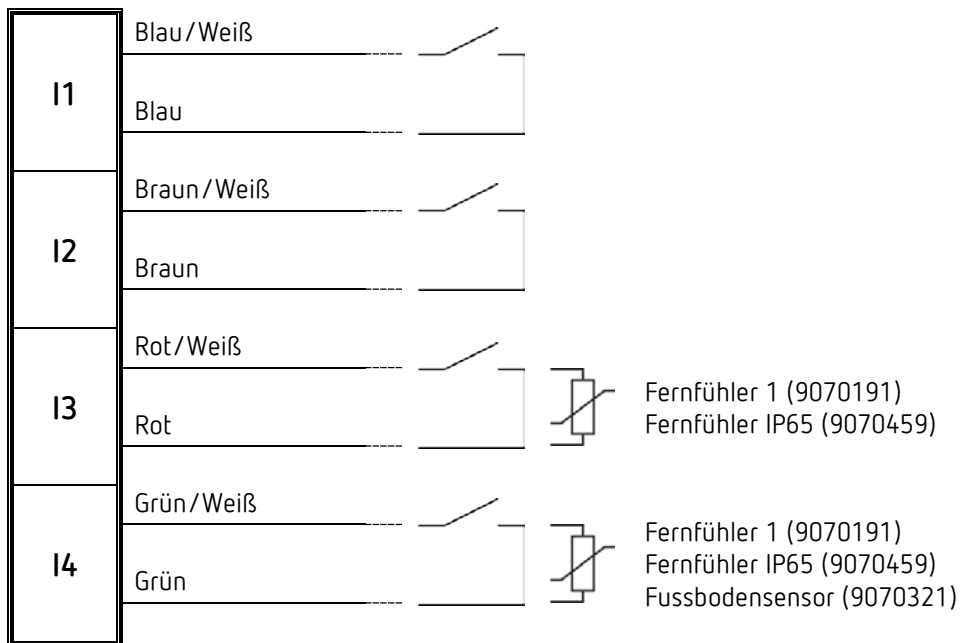 I1
Blau/Weiß
Blau
I2
Braun/Weiß
Braun
I3
Rot/Weiß
Rot
Fernfühler 1 (9070191)
Fernfühler IP65 (9070459)
I4
Grün/Weiß
Grün
Fernfühler 1 (9070191)
Fernfühler IP65 (9070459)
Fussbodensensor (9070321)